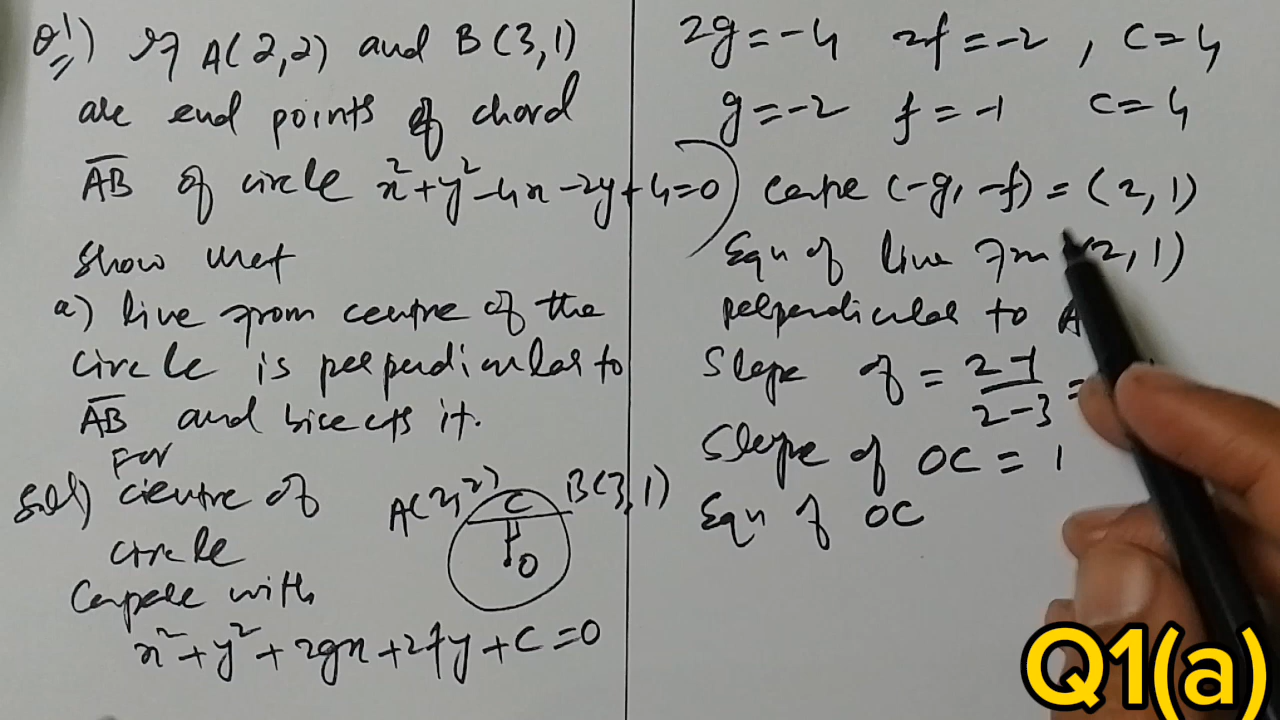 Q1) If A(2,2) and B(3,1)
are end points of chord
AB of circle x²+y²-4x-2y+4=0
Show that
a) line from centre of the
circle is perpendicular to
AB and bisects it.
Sol) For centre of
circle
Compare with
x²+y²+2gx+2fy+c=0
A(2,2) C B(3,1)
O
2g=-4 2f=-2, C=4
g=-2 f=-1 C=4
Centre (-g,-f)=(2,1)
Eqn of line from (2,1)
perpendicular to A
Slope of = 2-1/2-3 =
Slope of OC = 1
Eqn of OC
Q1(a)